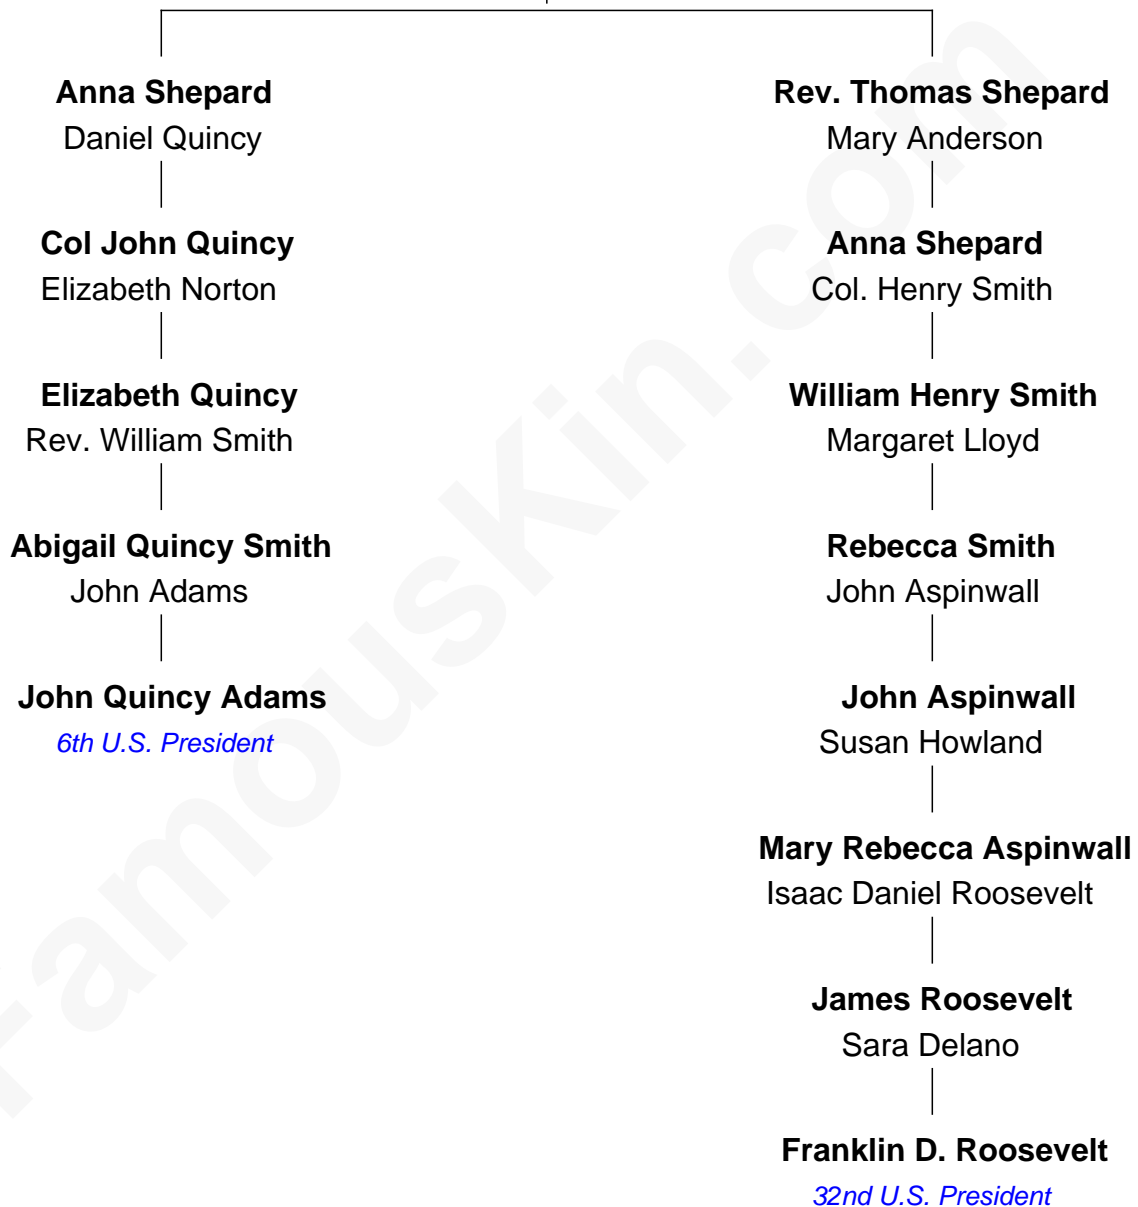 Anna Shepard
Daniel Quincy
Col John Quincy
Elizabeth Norton
Elizabeth Quincy
Rev. William Smith
Abigail Quincy Smith
John Adams
John Quincy Adams
6th U.S. President
Rev. Thomas Shepard
Mary Anderson
Anna Shepard
Col. Henry Smith
William Henry Smith
Margaret Lloyd
Rebecca Smith
John Aspinwall
John Aspinwall
Susan Howland
Mary Rebecca Aspinwall
Isaac Daniel Roosevelt
James Roosevelt
Sara Delano
Franklin D. Roosevelt
32nd U.S. President
FamousKin.com